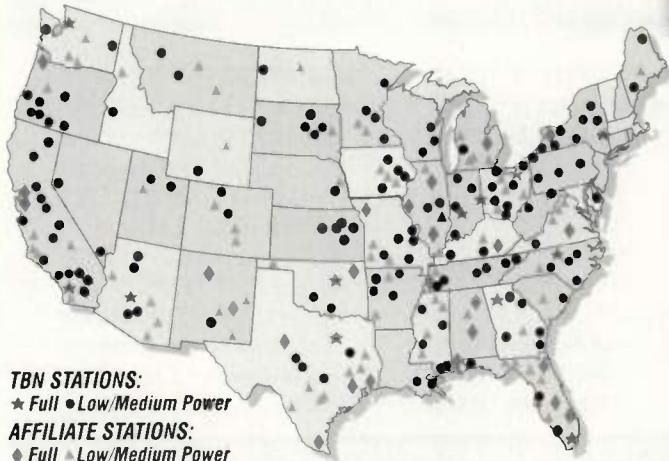 TBN STATIONS:
★ Full ● Low/Medium Power
AFFILIATE STATIONS:
◆ Full ▲ Low/Medium Power